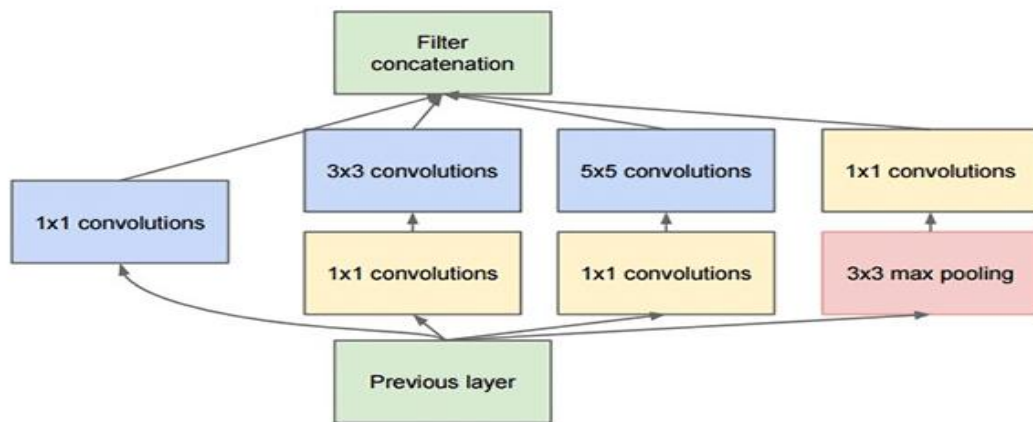 Filter
concatenation
3x3 convolutions
5x5 convolutions
1x1 convolutions
1x1 convolutions
1x1 convolutions
1x1 convolutions
3x3 max pooling
Previous layer